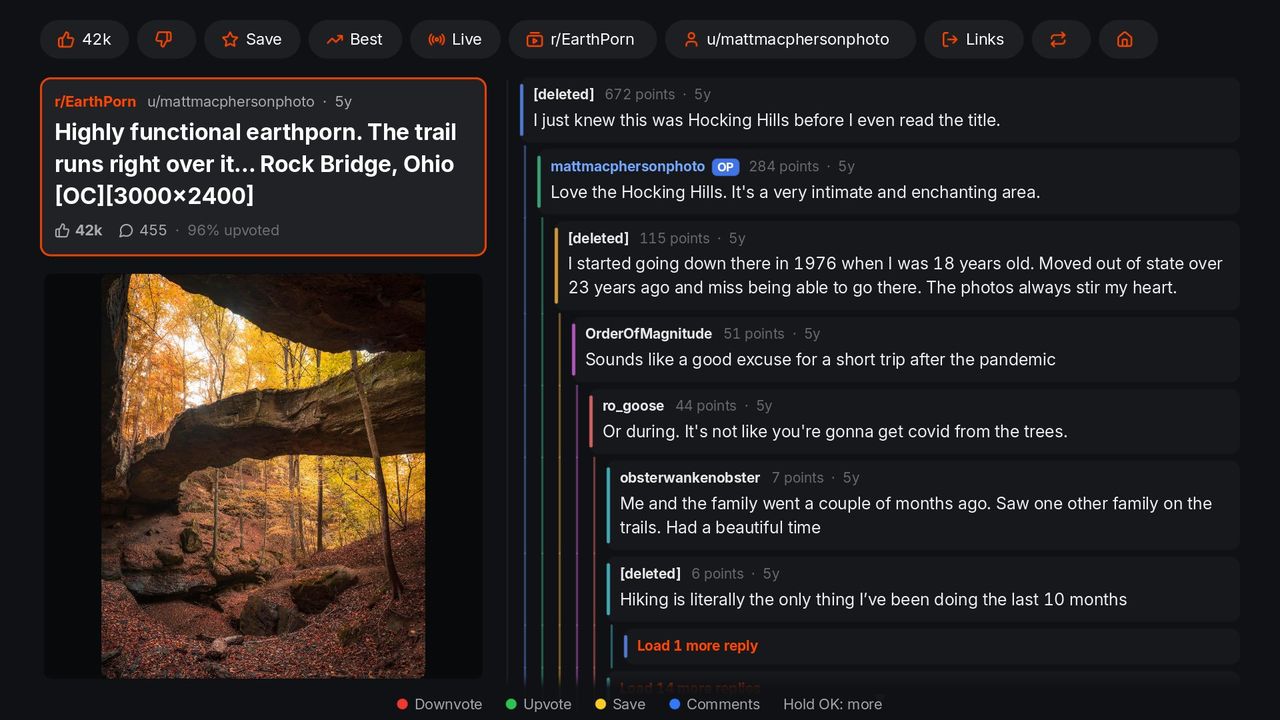 42k
Save
Best
Live
r/EarthPorn
u/mattmacphersonphoto
Links
r/EarthPorn u/mattmacphersonphoto · 5y
Highly functional earthporn. The trail
runs right over it... Rock Bridge, Ohio
[OC][3000×2400]
42k 455 · 96% upvoted
[deleted] 672 points · 5y
I just knew this was Hocking Hills before I even read the title.
mattmacphersonphoto OP 284 points · 5y
Love the Hocking Hills. It's a very intimate and enchanting area.
[deleted] 115 points · 5y
I started going down there in 1976 when I was 18 years old. Moved out of state over
23 years ago and miss being able to go there. The photos always stir my heart.
OrderOfMagnitude 51 points · 5y
Sounds like a good excuse for a short trip after the pandemic
ro_goose 44 points · 5y
Or during. It's not like you're gonna get covid from the trees.
obsterwankenobster 7 points · 5y
Me and the family went a couple of months ago. Saw one other family on the
trails. Had a beautiful time
[deleted] 6 points · 5y
Hiking is literally the only thing I’ve been doing the last 10 months
Load 1 more reply
Load 14 more replies
Downvote
Upvote
Save
Comments
Hold OK: more